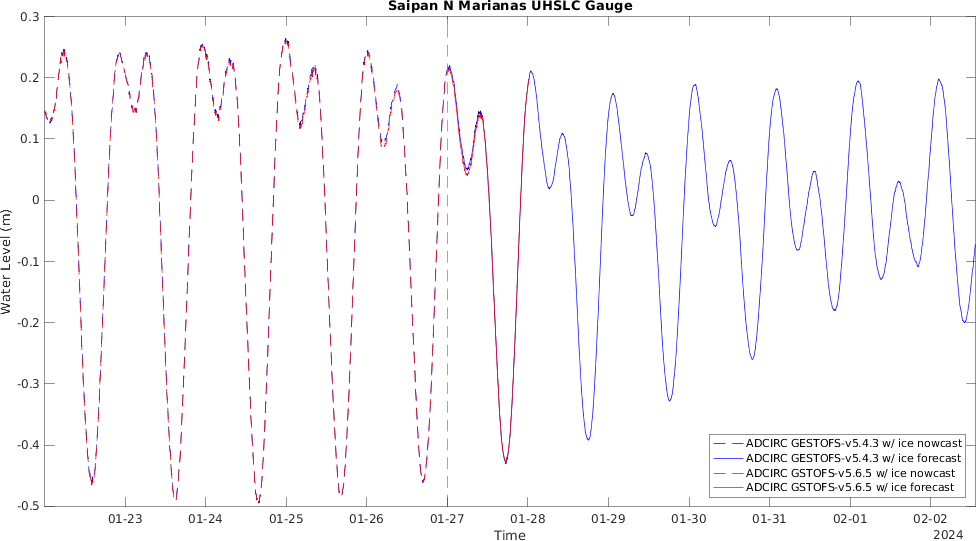 Saipan N Marianas UHSLC Gauge
0.3
0.2
0.1
0
-0.1
-0.2
-0.3
-0.4
-0.5
Water Level (m)
ADCIRC GESTOFS-v5.4.3 w/ ice nowcast
ADCIRC GESTOFS-v5.4.3 w/ ice forecast
ADCIRC GSTOFS-v5.6.5 w/ ice nowcast
ADCIRC GSTOFS-v5.6.5 w/ ice forecast
01-23 01-24 01-25 01-26 01-27 01-28 01-29 01-30 01-31 02-01 02-02
Time
2024